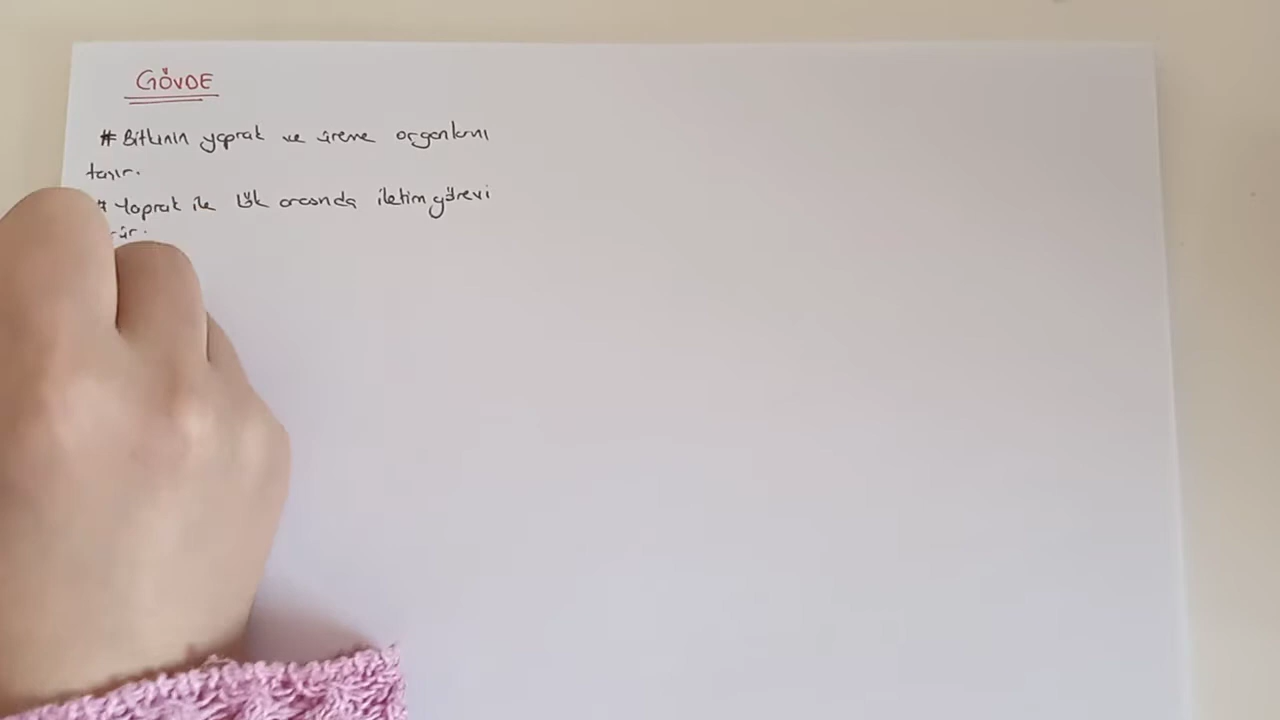 GÖVDE
# Bitkinin yaprak ve üreme organlarını
taşır.
# Yaprak ile kök arasında iletim görevi